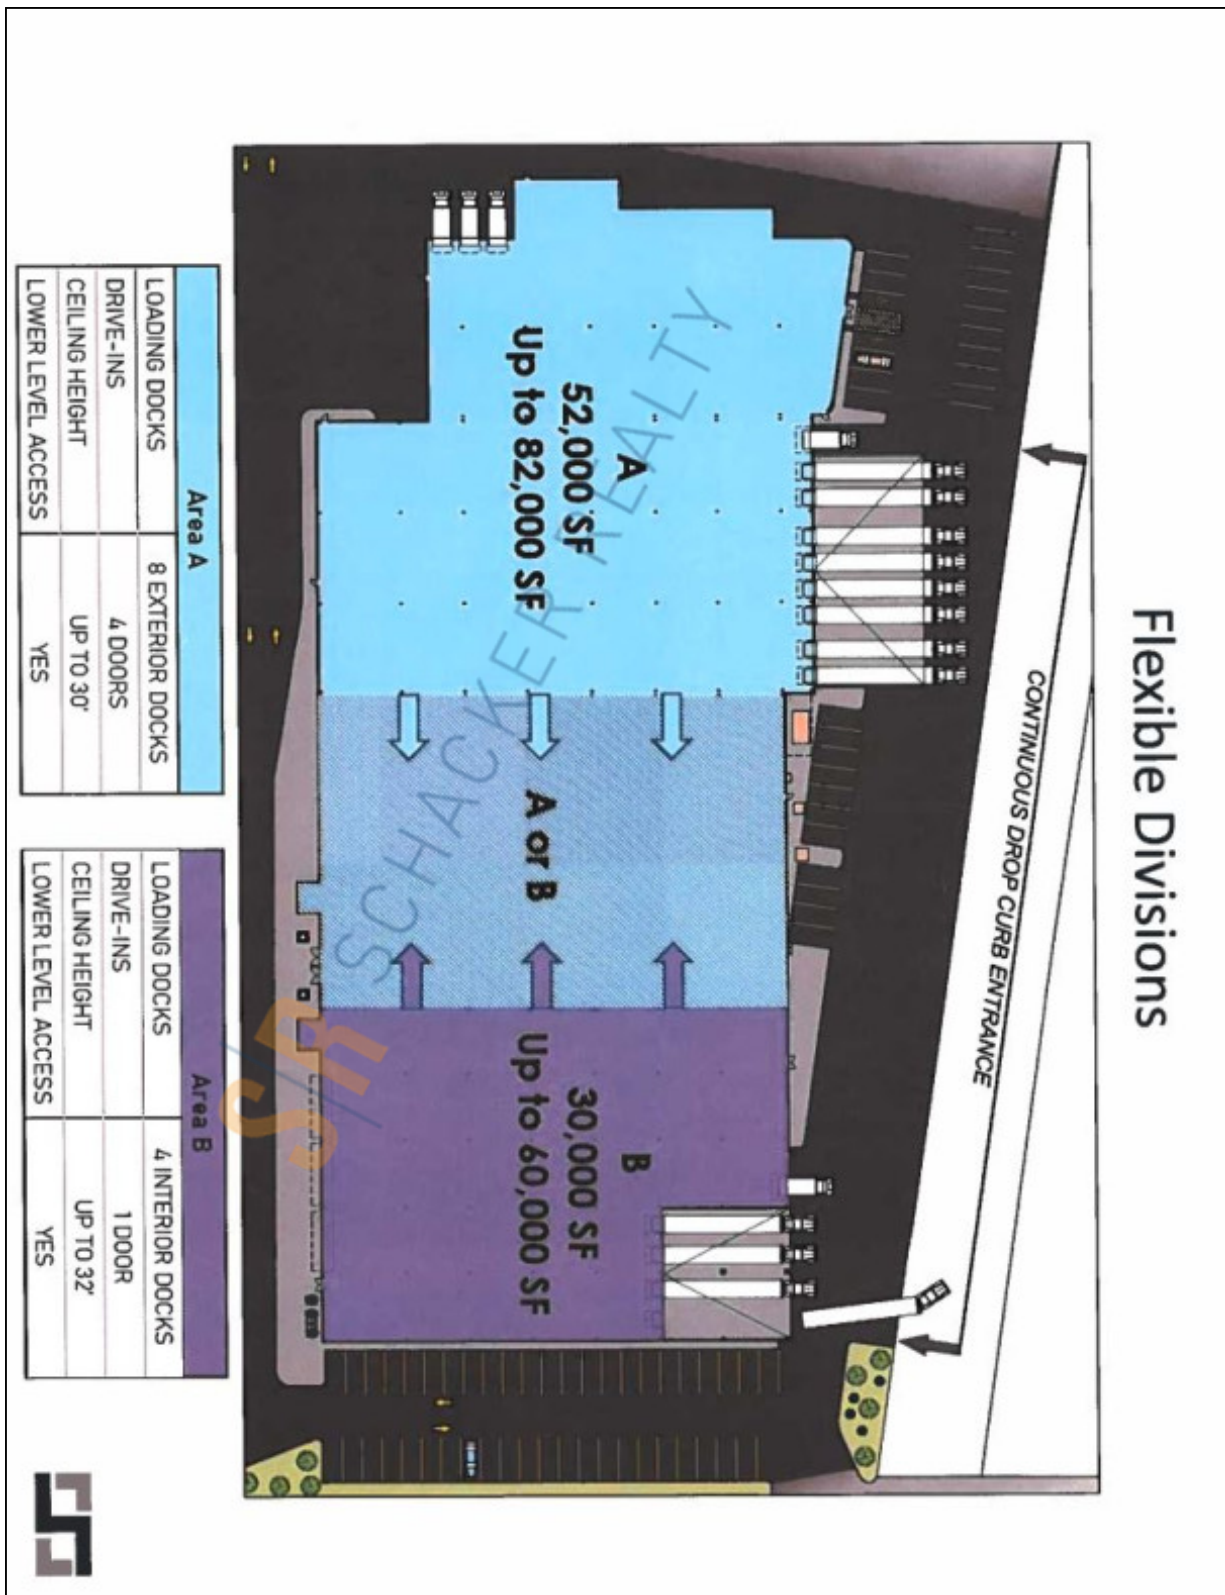 Flexible Divisions
CONTINUOUS DROP CURB ENTRANCE
A
52,000 SF
Up to 82,000 SF
A or B
B
30,000 SF
Up to 60,000 SF
SCHACKER REALTY
SR
Area A
LOADING DOCKS 8 EXTERIOR DOCKS
DRIVE-INS 4 DOORS
CEILING HEIGHT UP TO 30'
LOWER LEVEL ACCESS YES
Area B
LOADING DOCKS 4 INTERIOR DOCKS
DRIVE-INS 1 DOOR
CEILING HEIGHT UP TO 32'
LOWER LEVEL ACCESS YES